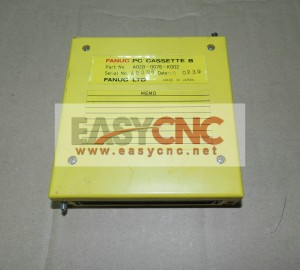 FANUC PC CASSETTE B
Part No. A02B-0076-K002
Serial No. Date 0239
FANUC LTD MADE IN JAPAN
MEMO
EASYCNC
www.easycnc.net